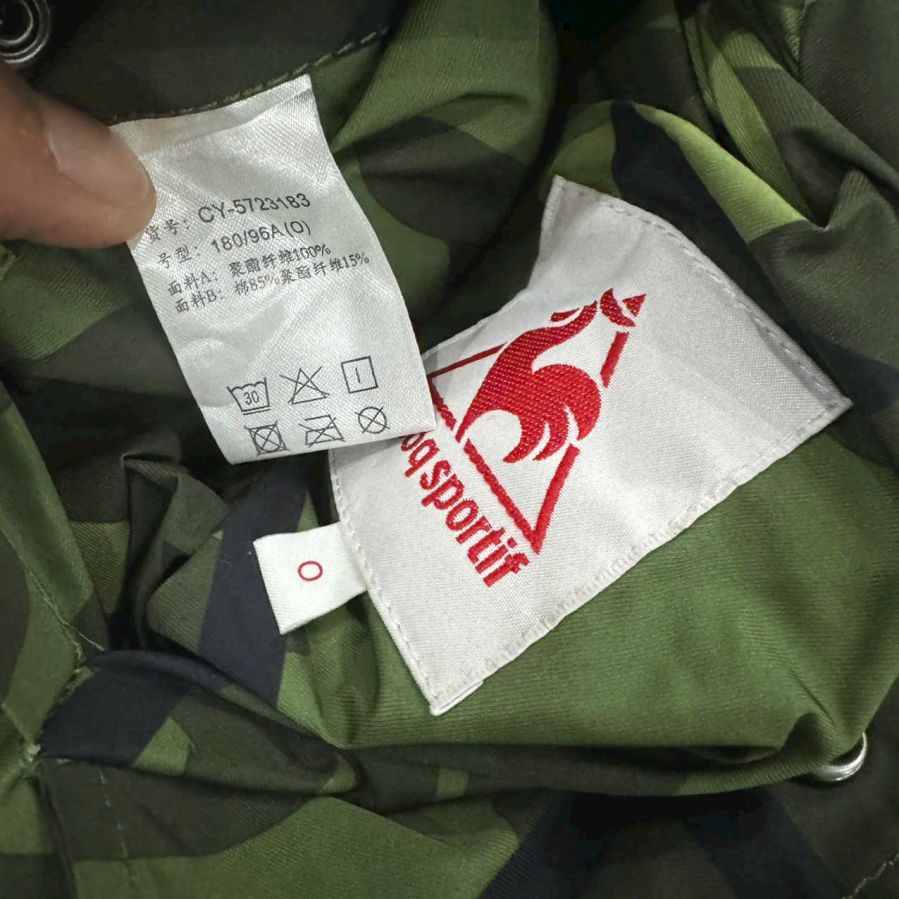 货号: CY-5723183
号型: 180/96A(O)
面料A: 聚酯纤维100%
面料B: 棉85%聚酯纤维15%
30
coq sportif
O